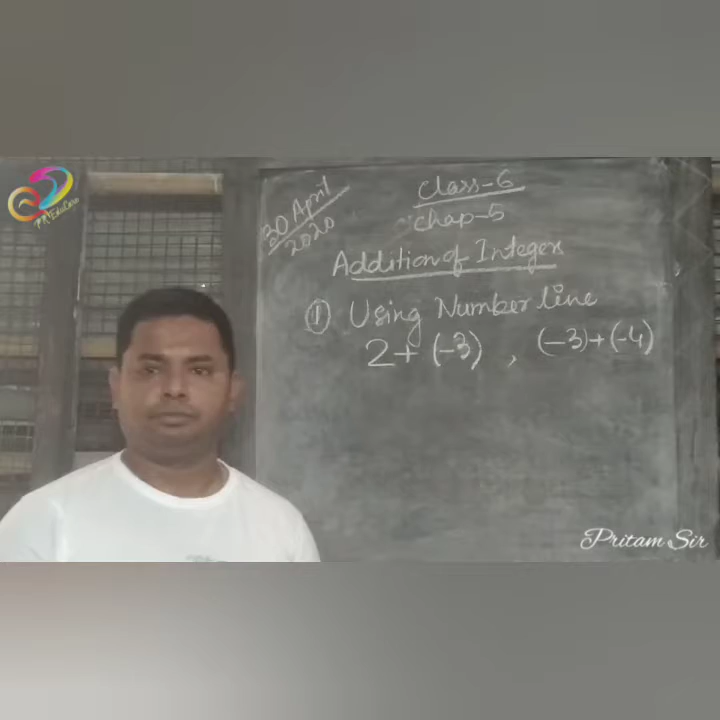 30 April
2020
Class-6
Chap-5
Addition of Integers
① Using Number line
2+(-3) , (-3)+(-4)
Pritam Sir